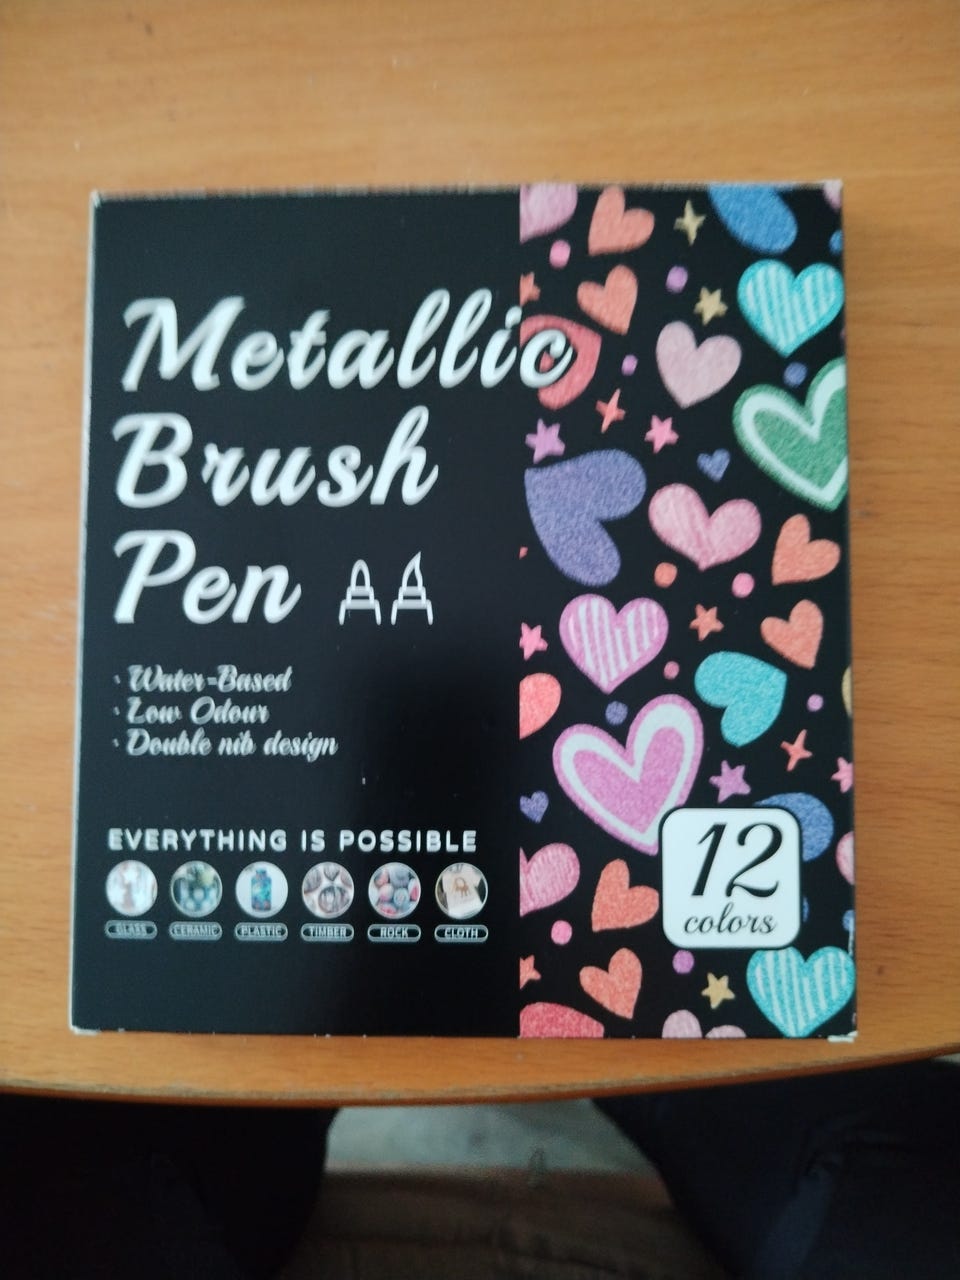 Metallic
Brush
Pen
· Water-Based
· Low Odour
· Double nib design
EVERYTHING IS POSSIBLE
GLASS CERAMIC PLASTIC TIMBER ROCK CLOTH
12
colors